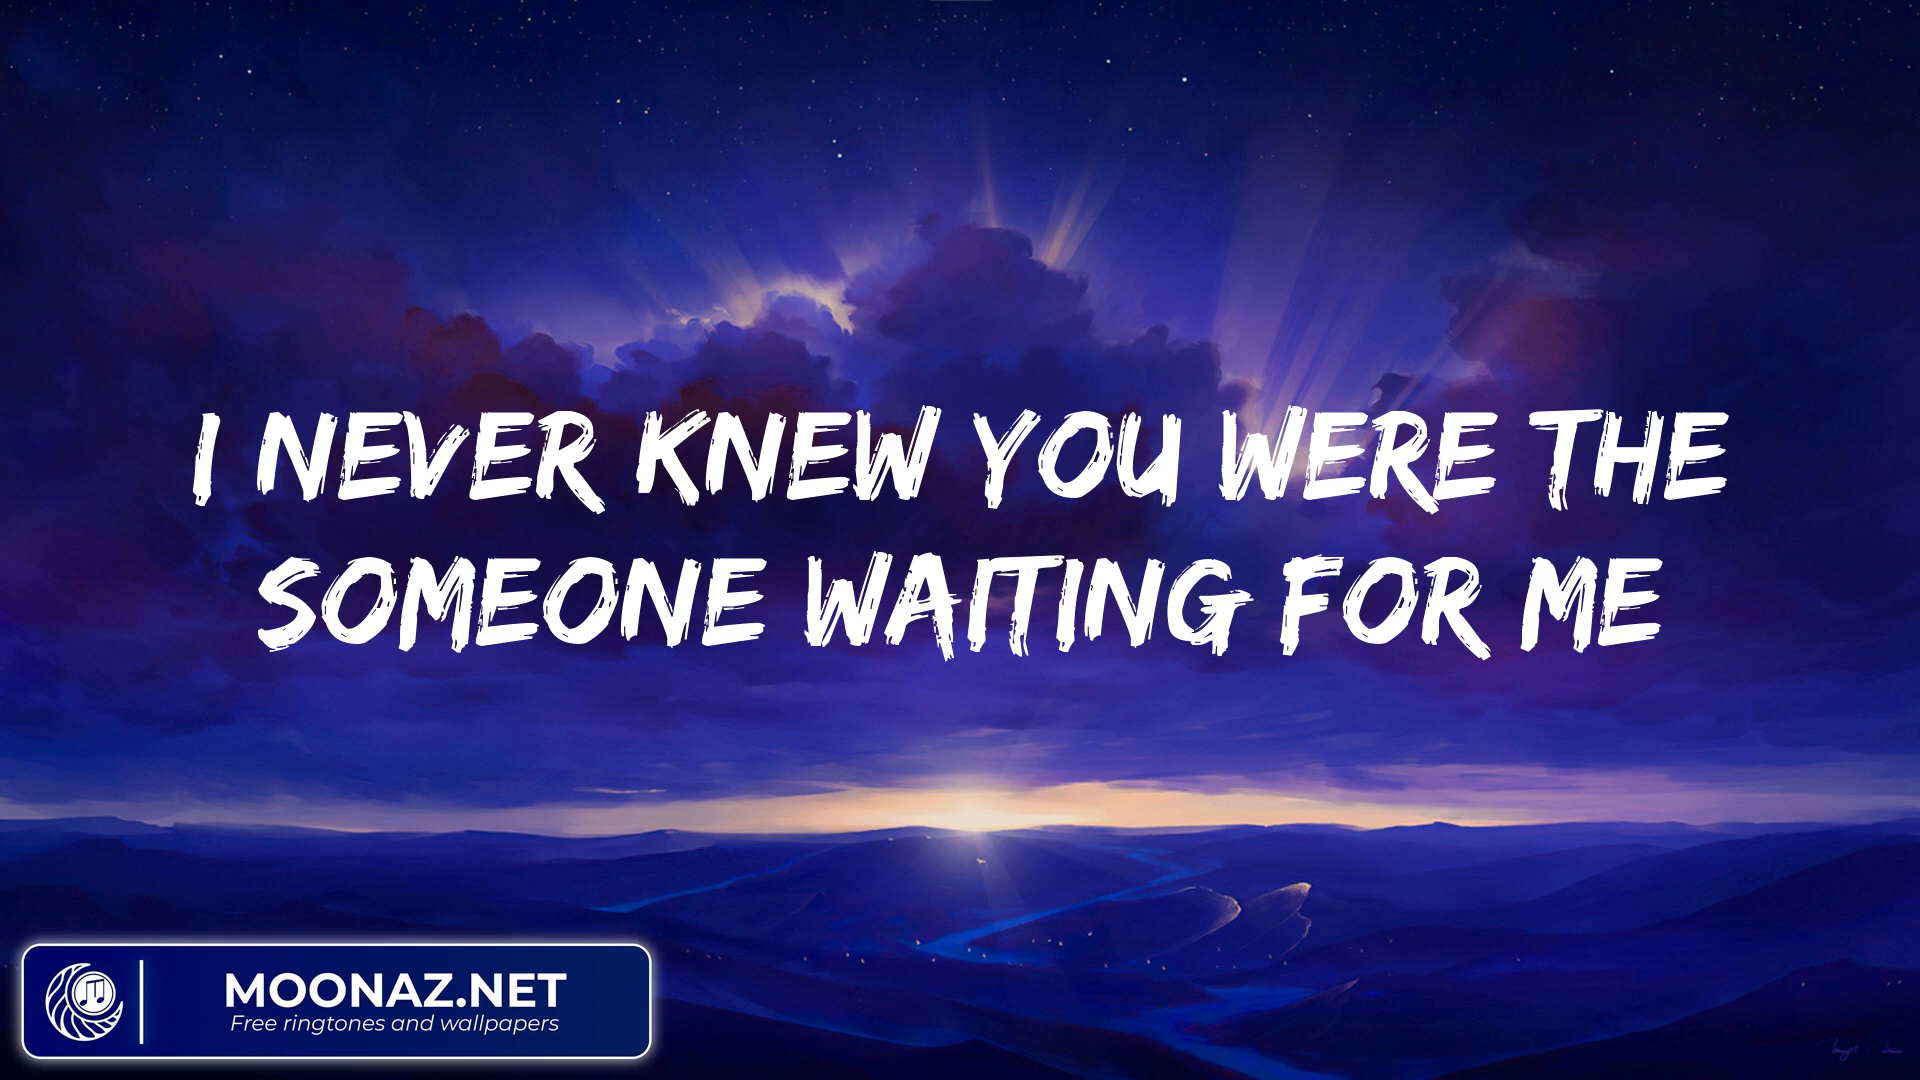 I NEVER KNEW YOU WERE THE
SOMEONE WAITING FOR ME
MOONAZ.NET
Free ringtones and wallpapers